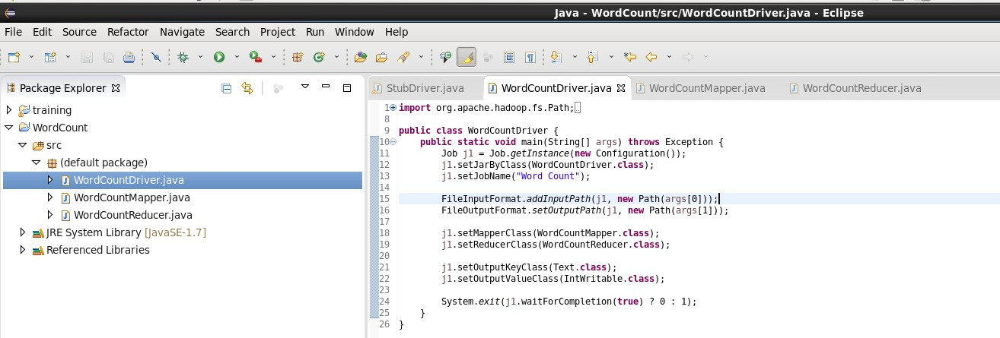 Java - WordCount/src/WordCountDriver.java - Eclipse
File Edit Source Refactor Navigate Search Project Run Window Help
Package Explorer
StubDriver.java WordCountDriver.java WordCountMapper.java WordCountReducer.java
training
WordCount
src
(default package)
WordCountDriver.java
WordCountMapper.java
WordCountReducer.java
JRE System Library [JavaSE-1.7]
Referenced Libraries
1 import org.apache.hadoop.fs.Path;
8
9 public class WordCountDriver {
10 public static void main(String[] args) throws Exception {
11 Job j1 = Job.getInstance(new Configuration());
12 j1.setJarByClass(WordCountDriver.class);
13 j1.setJobName("Word Count");
14
15 FileInputFormat.addInputPath(j1, new Path(args[0]));
16 FileOutputFormat.setOutputPath(j1, new Path(args[1]));
17
18 j1.setMapperClass(WordCountMapper.class);
19 j1.setReducerClass(WordCountReducer.class);
20
21 j1.setOutputKeyClass(Text.class);
22 j1.setOutputValueClass(IntWritable.class);
23
24 System.exit(j1.waitForCompletion(true) ? 0 : 1);
25 }
26 }